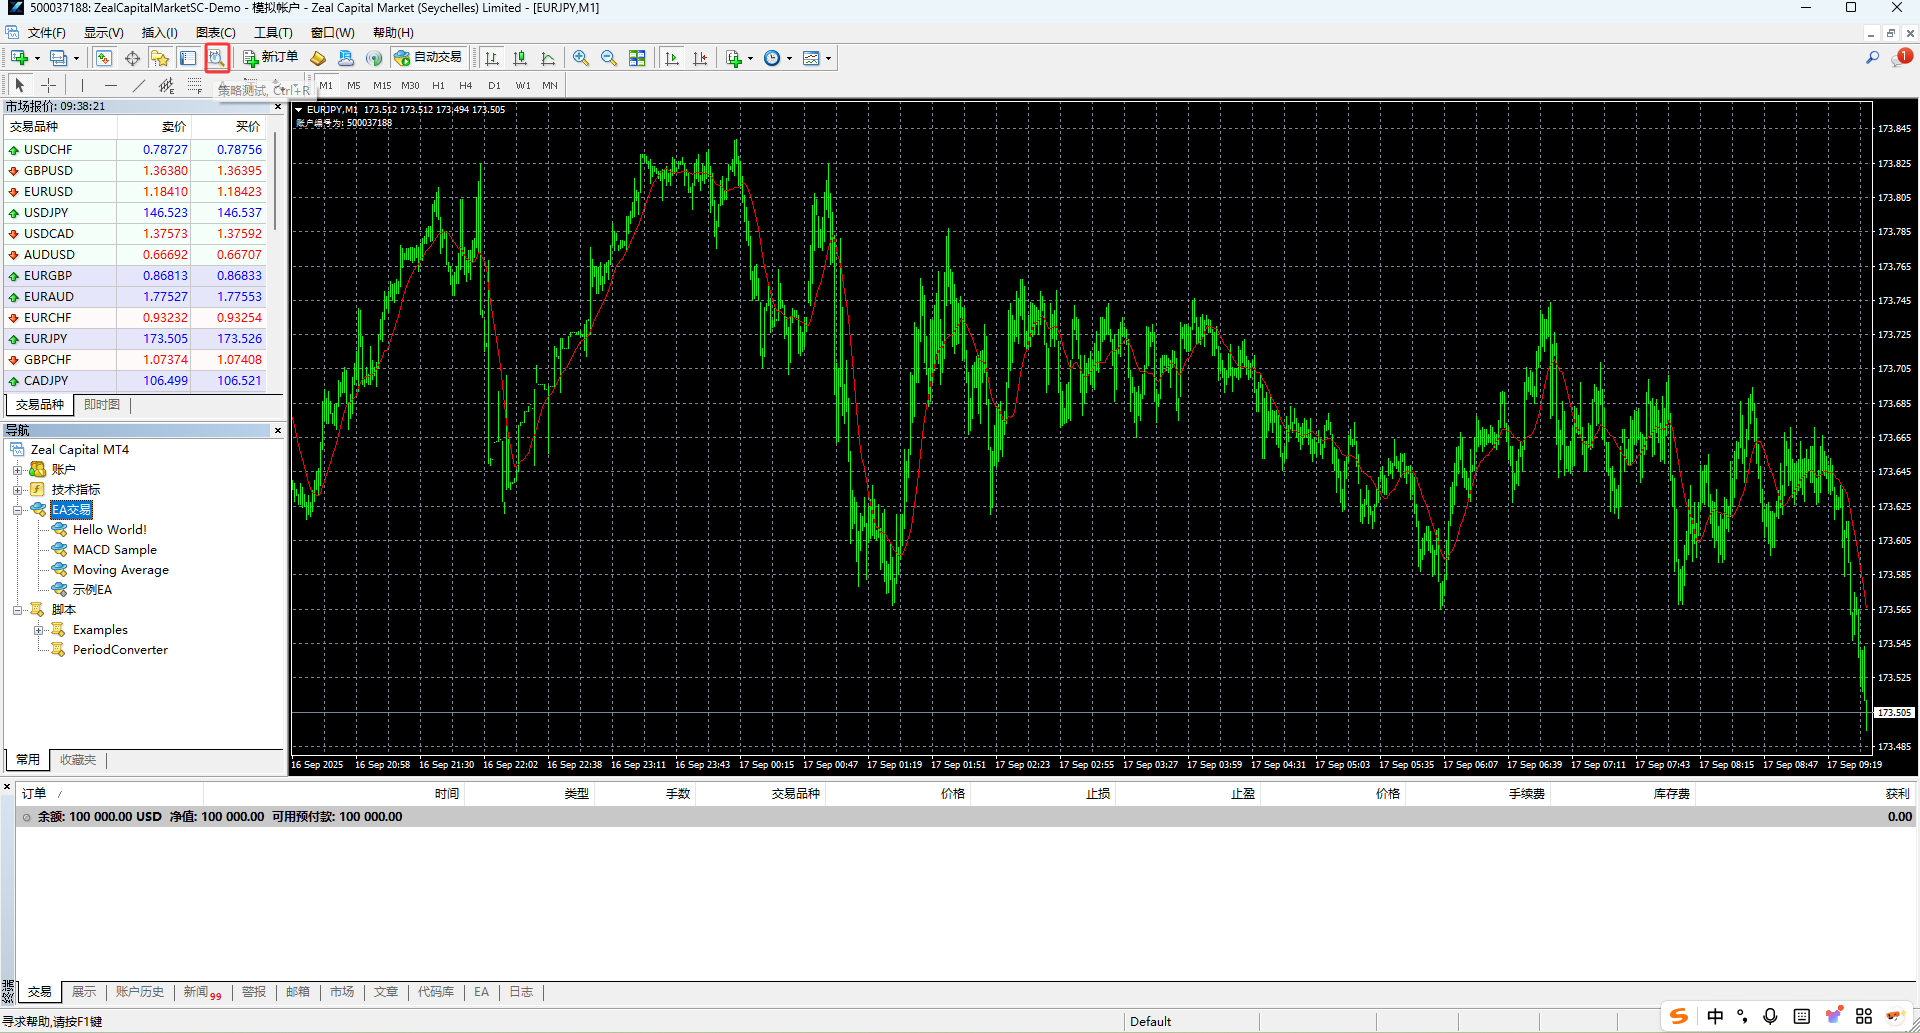 500037188: ZealCapitalMarketSC-Demo - 模拟帐户 - Zeal Capital Market (Seychelles) Limited - [EURJPY,M1]
文件(F) 显示(V) 插入(I) 图表(C) 工具(T) 窗口(W) 帮助(H)
新订单 自动交易 1
E F 策略测试, Ctrl+R M1 M5 M15 M30 H1 H4 D1 W1 MN
市场报价: 09:38:21
交易品种 卖价 买价
USDCHF 0.78727 0.78756
GBPUSD 1.36380 1.36395
EURUSD 1.18410 1.18423
USDJPY 146.523 146.537
USDCAD 1.37573 1.37592
AUDUSD 0.66692 0.66707
EURGBP 0.86813 0.86833
EURAUD 1.77527 1.77553
EURCHF 0.93232 0.93254
EURJPY 173.505 173.526
GBPCHF 1.07374 1.07408
CADJPY 106.499 106.521
交易品种 即时图
导航
Zeal Capital MT4
账户
技术指标
EA交易
Hello World!
MACD Sample
Moving Average
示例EA
脚本
Examples
PeriodConverter
常用 收藏夹
EURJPY,M1 173.512 173.512 173.494 173.505
账户编号为: 500037188
173.845
173.825
173.805
173.785
173.765
173.745
173.725
173.705
173.685
173.665
173.645
173.625
173.605
173.585
173.565
173.545
173.525
173.505
173.485
16 Sep 2025 16 Sep 20:58 16 Sep 21:30 16 Sep 22:02 16 Sep 22:38 16 Sep 23:11 16 Sep 23:43 17 Sep 00:15 17 Sep 00:47 17 Sep 01:19 17 Sep 01:51 17 Sep 02:23 17 Sep 02:55 17 Sep 03:27 17 Sep 03:59 17 Sep 04:31 17 Sep 05:03 17 Sep 05:35 17 Sep 06:07 17 Sep 06:39 17 Sep 07:11 17 Sep 07:43 17 Sep 08:15 17 Sep 08:47 17 Sep 09:19
订单 / 时间 类型 手数 交易品种 价格 止损 止盈 价格 手续费 库存费 获利
余额: 100 000.00 USD 净值: 100 000.00 可用预付款: 100 000.00 0.00
交易 展示 账户历史 新闻 99 警报 邮箱 市场 文章 代码库 EA 日志
寻求帮助,请按F1键 Default 中